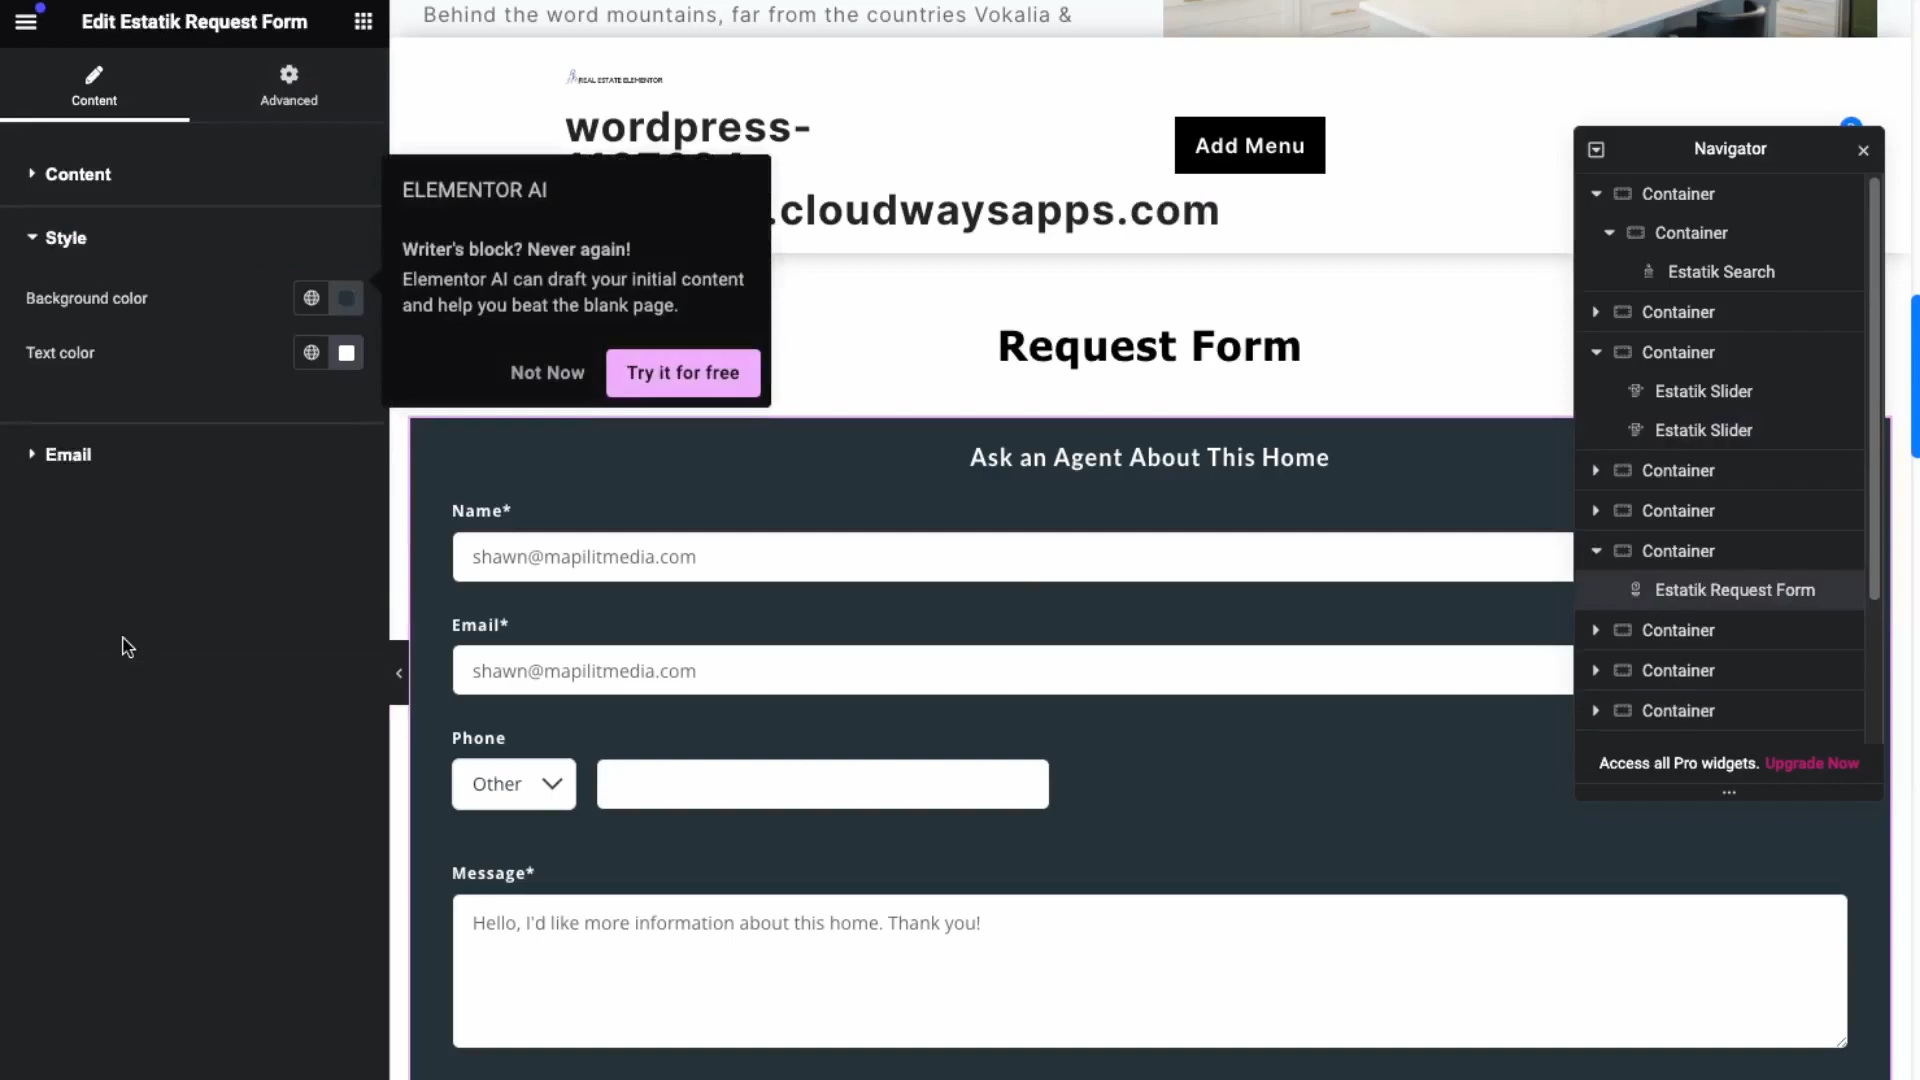 Edit Estatik Request Form
Content
Advanced
Content
Style
Background color
Text color
Email
Behind the word mountains, far from the countries Vokalia &
REAL ESTATE ELEMENTOR
wordpress-
.cloudwaysapps.com
Add Menu
ELEMENTOR AI
Writer's block? Never again!
Elementor AI can draft your initial content
and help you beat the blank page.
Not Now
Try it for free
Request Form
Ask an Agent About This Home
Name*
shawn@mapilitmedia.com
Email*
shawn@mapilitmedia.com
Phone
Other
Message*
Hello, I'd like more information about this home. Thank you!
Navigator
Container
Container
Estatik Search
Container
Container
Estatik Slider
Estatik Slider
Container
Container
Container
Estatik Request Form
Container
Container
Container
Access all Pro widgets. Upgrade Now